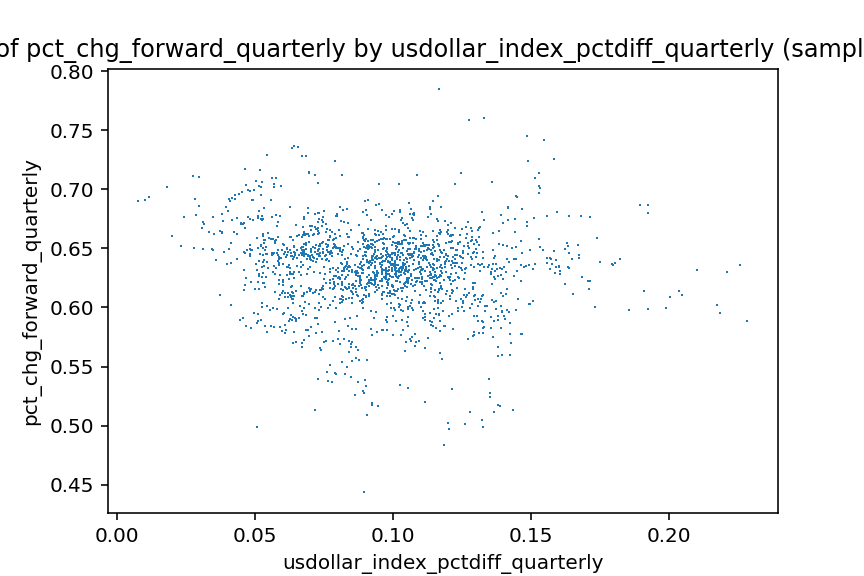 of pct_chg_forward_quarterly by usdollar_index_pctdiff_quarterly (sampl
0.80
0.75
0.70
0.65
0.60
0.55
0.50
0.45
pct_chg_forward_quarterly
0.00 0.05 0.10 0.15 0.20
usdollar_index_pctdiff_quarterly